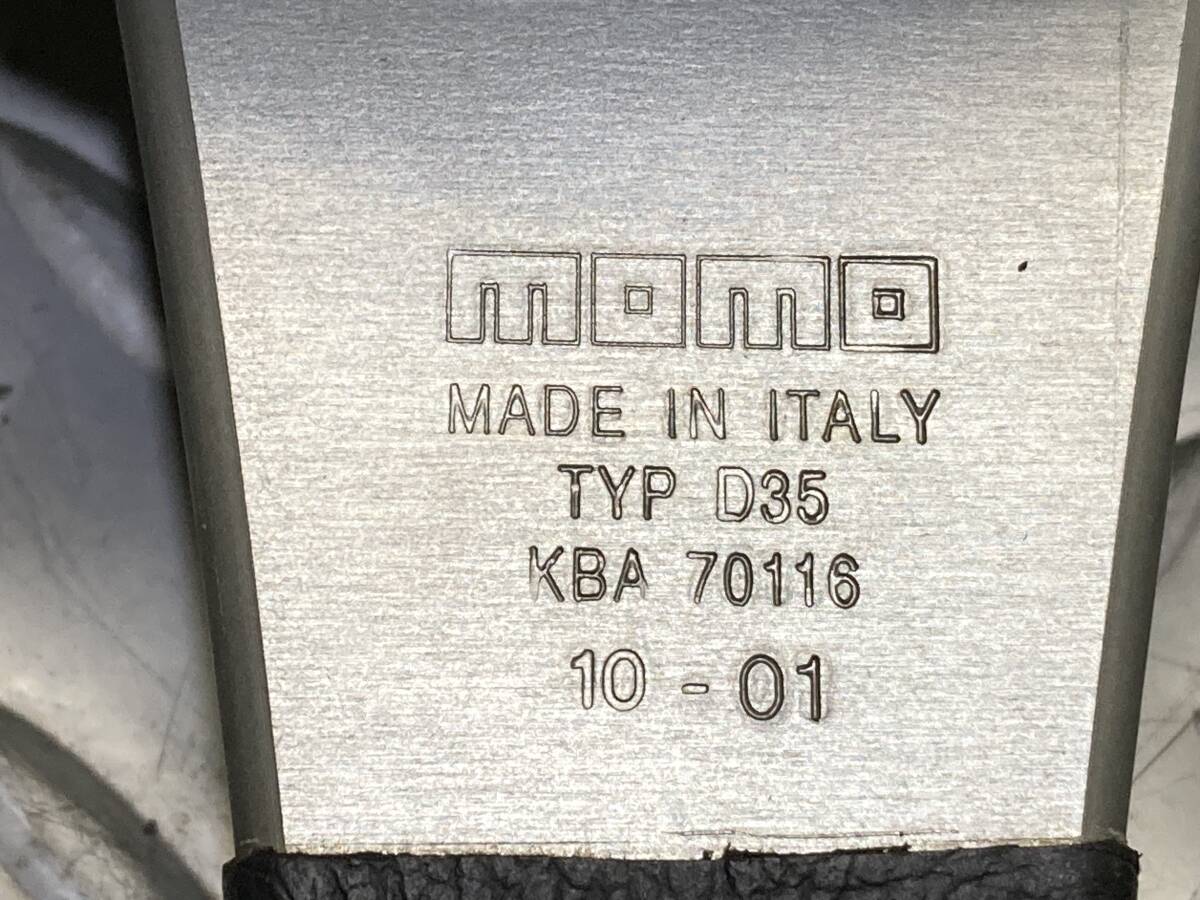 momo
MADE IN ITALY
TYP D35
KBA 70116
10 - 01